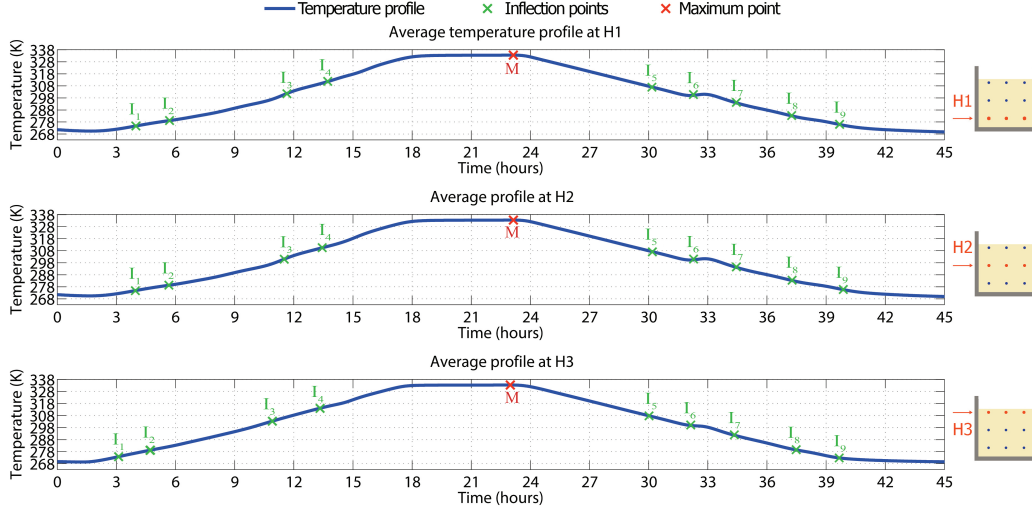 Temperature profile
Inflection points
Maximum point
Average temperature profile at H1
Temperature (K)
338
328
318
308
298
288
278
268
I1
I2
I3
I4
M
I5
I6
I7
I8
I9
0 3 6 9 12 15 18 21 24 27 30 33 36 39 42 45
Time (hours)
H1
Average profile at H2
Temperature (K)
338
328
318
308
298
288
278
268
I1
I2
I3
I4
M
I5
I6
I7
I8
I9
0 3 6 9 12 15 18 21 24 27 30 33 36 39 42 45
Time (hours)
H2
Average profile at H3
Temperature (K)
338
328
318
308
298
288
278
268
I1
I2
I3
I4
M
I5
I6
I7
I8
I9
0 3 6 9 12 15 18 21 24 27 30 33 36 39 42 45
Time (hours)
H3